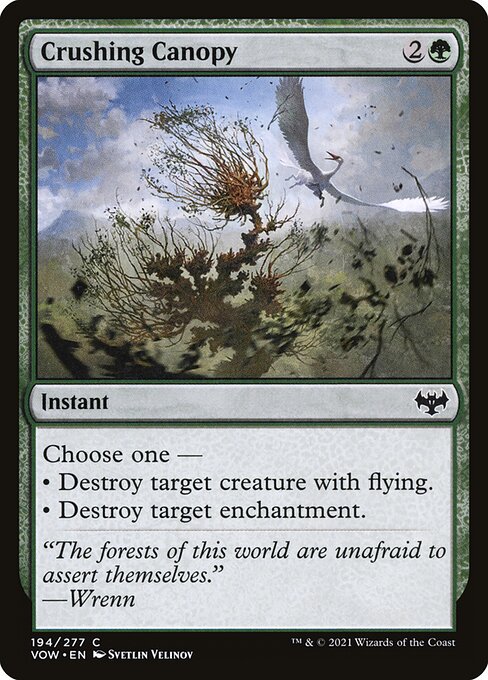 Crushing Canopy 2
Instant
Choose one —
• Destroy target creature with flying.
• Destroy target enchantment.
“The forests of this world are unafraid to
assert themselves.”
—Wrenn
194/277 C
VOW • EN Svetlin Velinov
™ & © 2021 Wizards of the Coast